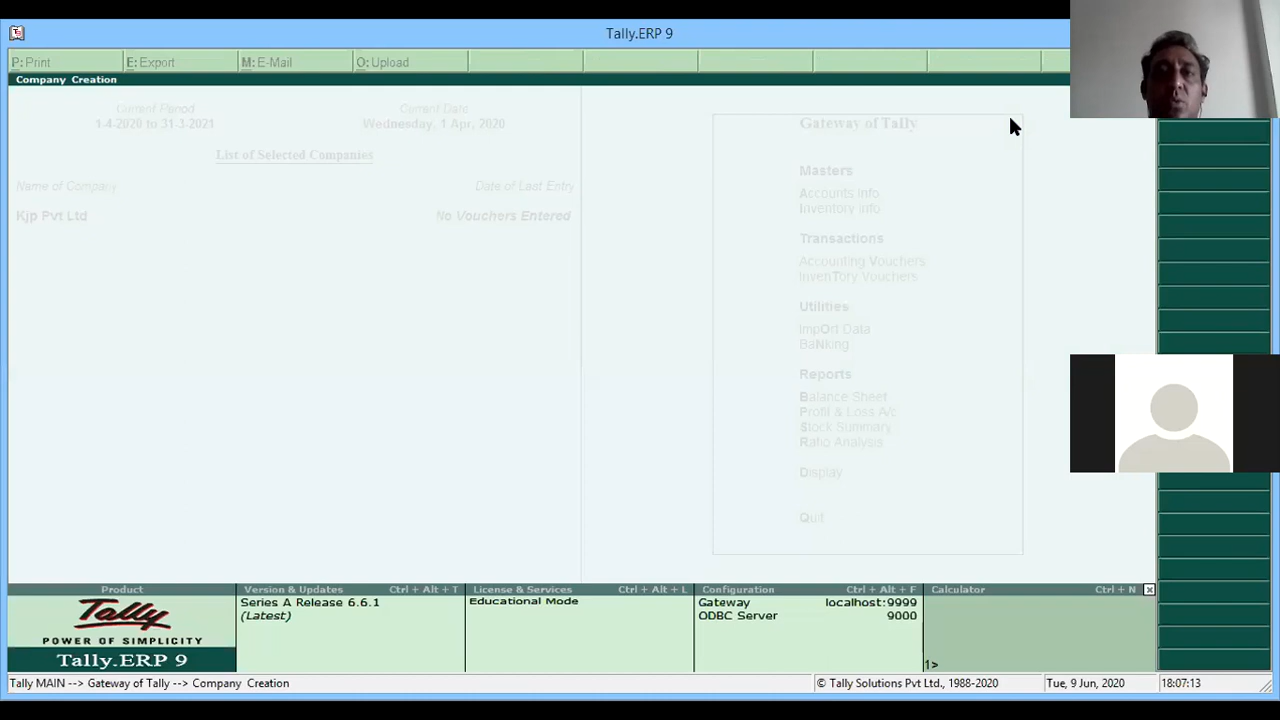 Tally.ERP 9
P: Print
E: Export
M: E-Mail
O: Upload
Company Creation
Current Period
1-4-2020 to 31-3-2021
Current Date
Wednesday, 1 Apr, 2020
List of Selected Companies
Name of Company
Date of Last Entry
Kjp Pvt Ltd
No Vouchers Entered
Gateway of Tally
Masters
Accounts Info
Inventory Info
Transactions
Accounting Vouchers
InvenTory Vouchers
Utilities
ImpOrt Data
BaNking
Reports
Balance Sheet
Profit & Loss A/c
Stock Summary
Ratio Analysis
Display
Quit
Product
Tally
POWER OF SIMPLICITY
Tally.ERP 9
Version & Updates Ctrl + Alt + T
Series A Release 6.6.1
(Latest)
License & Services Ctrl + Alt + L
Educational Mode
Configuration Ctrl + Alt + F
Gateway localhost:9999
ODBC Server 9000
Calculator Ctrl + N x
1>
Tally MAIN --> Gateway of Tally --> Company Creation
© Tally Solutions Pvt Ltd., 1988-2020
Tue, 9 Jun, 2020
18:07:13